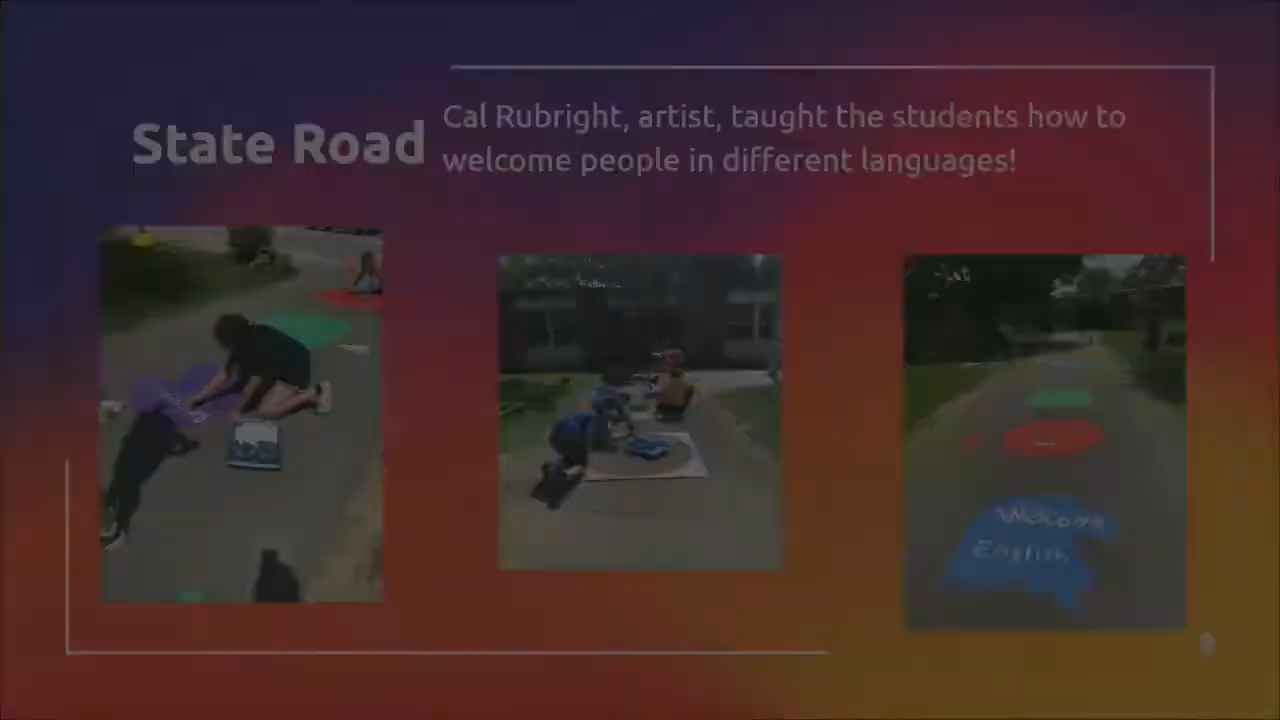 State Road
Cal Rubright, artist, taught the students how to
welcome people in different languages!
Welcome
English